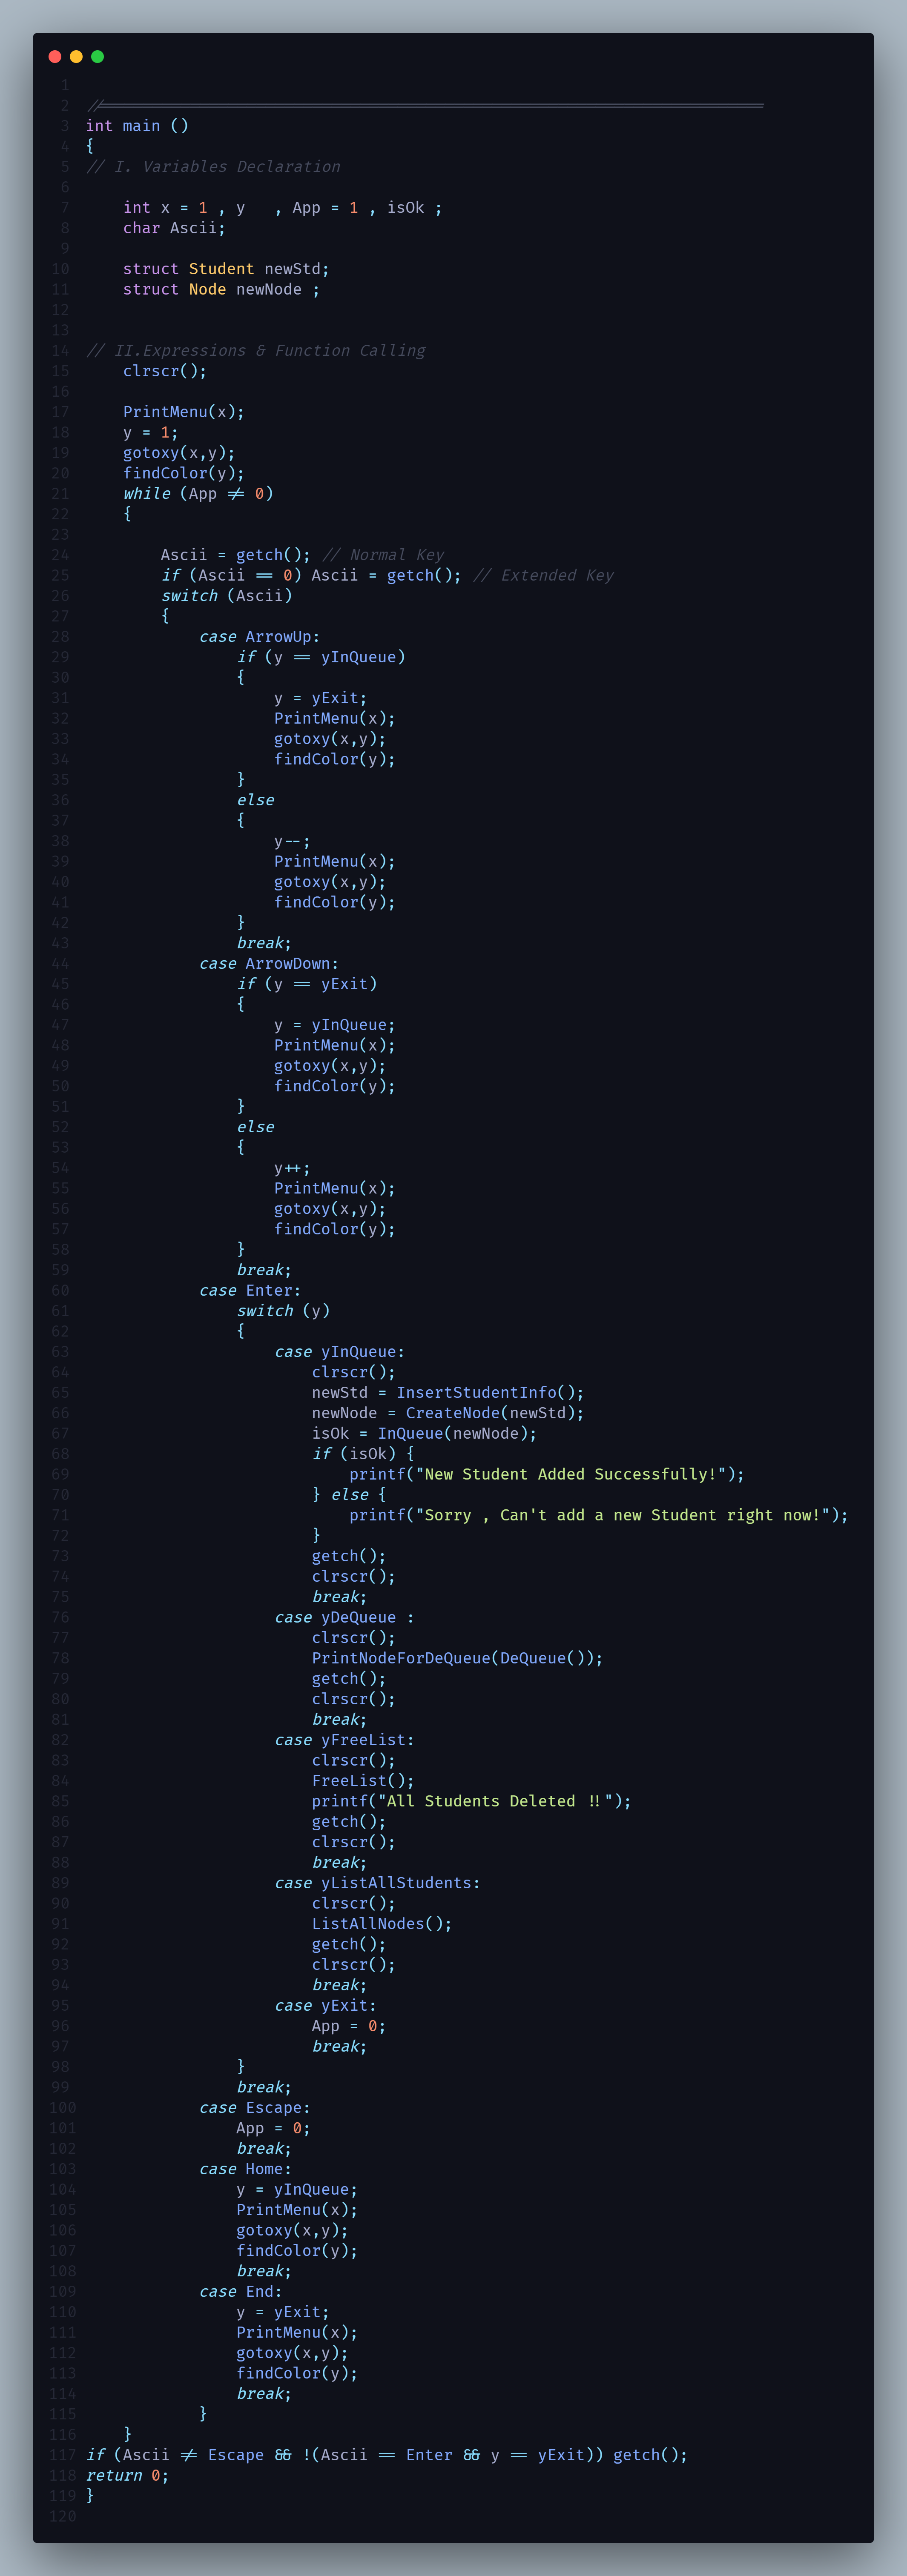 1
2 //======================================================================
3 int main ()
4 {
5 // I. Variables Declaration
6
7     int x = 1 , y   , App = 1 , isOk ;
8     char Ascii;
9
10     struct Student newStd;
11     struct Node newNode ;
12
13
14 // II.Expressions & Function Calling
15     clrscr();
16
17     PrintMenu(x);
18     y = 1;
19     gotoxy(x,y);
20     findColor(y);
21     while (App != 0)
22     {
23
24         Ascii = getch(); // Normal Key
25         if (Ascii == 0) Ascii = getch(); // Extended Key
26         switch (Ascii)
27         {
28             case ArrowUp:
29                 if (y == yInQueue)
30                 {
31                     y = yExit;
32                     PrintMenu(x);
33                     gotoxy(x,y);
34                     findColor(y);
35                 }
36                 else
37                 {
38                     y--;
39                     PrintMenu(x);
40                     gotoxy(x,y);
41                     findColor(y);
42                 }
43                 break;
44             case ArrowDown:
45                 if (y == yExit)
46                 {
47                     y = yInQueue;
48                     PrintMenu(x);
49                     gotoxy(x,y);
50                     findColor(y);
51                 }
52                 else
53                 {
54                     y++;
55                     PrintMenu(x);
56                     gotoxy(x,y);
57                     findColor(y);
58                 }
59                 break;
60             case Enter:
61                 switch (y)
62                 {
63                     case yInQueue:
64                         clrscr();
65                         newStd = InsertStudentInfo();
66                         newNode = CreateNode(newStd);
67                         isOk = InQueue(newNode);
68                         if (isOk) {
69                             printf("New Student Added Successfully!");
70                         } else {
71                             printf("Sorry , Can't add a new Student right now!");
72                         }
73                         getch();
74                         clrscr();
75                         break;
76                     case yDeQueue :
77                         clrscr();
78                         PrintNodeForDeQueue(DeQueue());
79                         getch();
80                         clrscr();
81                         break;
82                     case yFreeList:
83                         clrscr();
84                         FreeList();
85                         printf("All Students Deleted !!");
86                         getch();
87                         clrscr();
88                         break;
89                     case yListAllStudents:
90                         clrscr();
91                         ListAllNodes();
92                         getch();
93                         clrscr();
94                         break;
95                     case yExit:
96                         App = 0;
97                         break;
98                 }
99                 break;
100             case Escape:
101                 App = 0;
102                 break;
103             case Home:
104                 y = yInQueue;
105                 PrintMenu(x);
106                 gotoxy(x,y);
107                 findColor(y);
108                 break;
109             case End:
110                 y = yExit;
111                 PrintMenu(x);
112                 gotoxy(x,y);
113                 findColor(y);
114                 break;
115             }
116     }
117 if (Ascii != Escape && !(Ascii == Enter && y == yExit)) getch();
118 return 0;
119 }
120